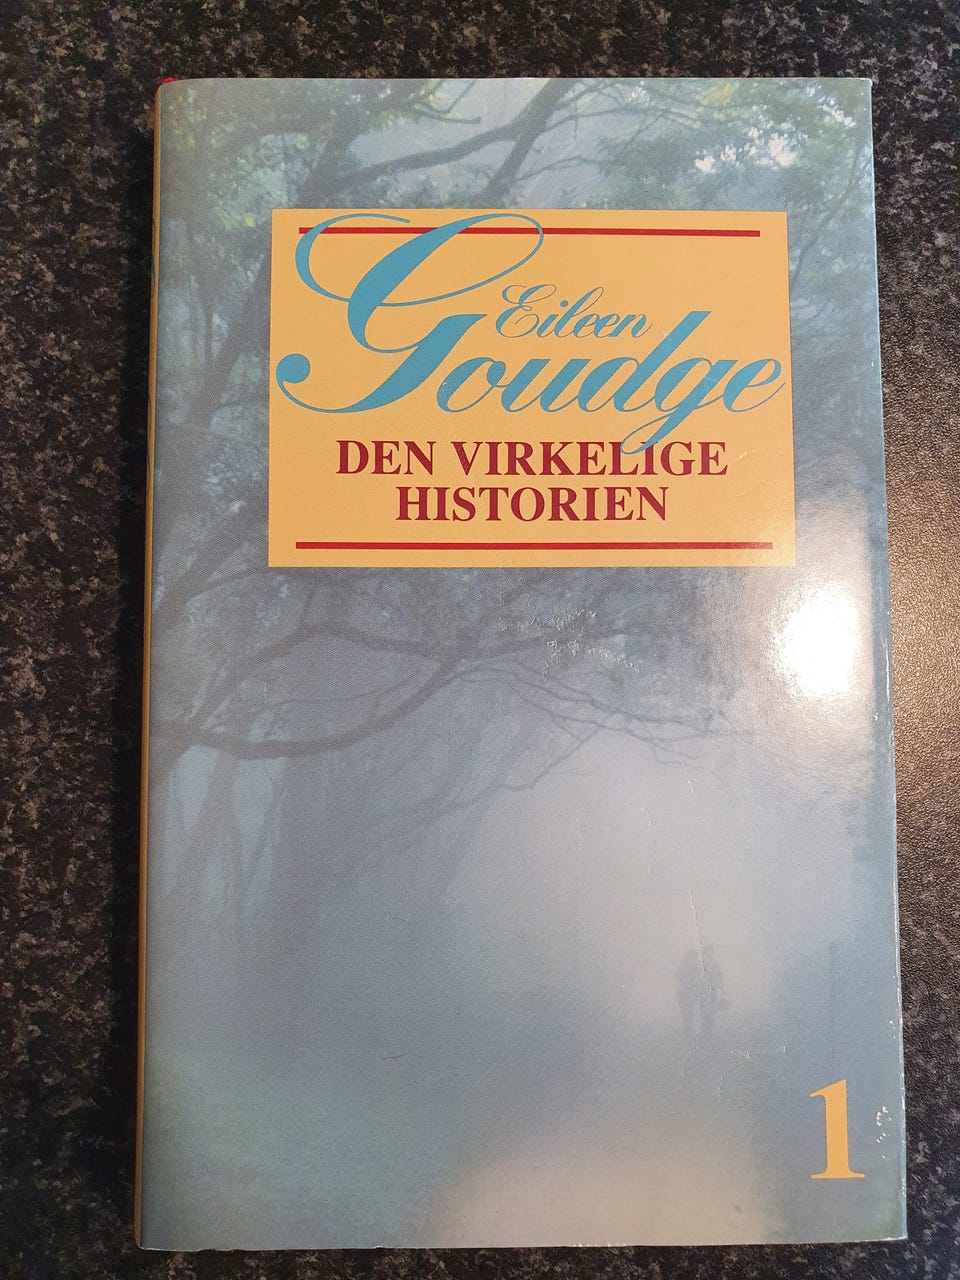 Eileen
Goudge
DEN VIRKELIGE
HISTORIEN
1